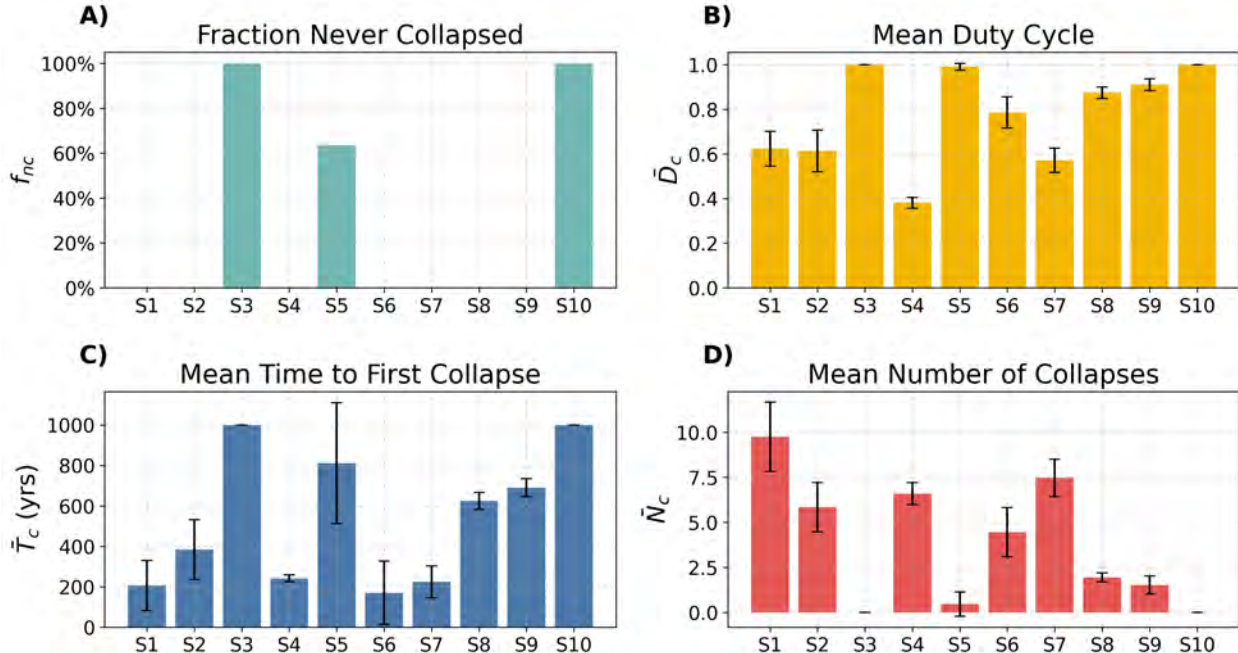 A)
Fraction Never Collapsed
100%
80%
60%
40%
20%
0%
f_nc
S1 S2 S3 S4 S5 S6 S7 S8 S9 S10
B)
Mean Duty Cycle
1.0
0.8
0.6
0.4
0.2
0.0
D̄_c
S1 S2 S3 S4 S5 S6 S7 S8 S9 S10
C)
Mean Time to First Collapse
1000
800
600
400
200
0
T̄_c (yrs)
S1 S2 S3 S4 S5 S6 S7 S8 S9 S10
D)
Mean Number of Collapses
10.0
7.5
5.0
2.5
0.0
N̄_c
S1 S2 S3 S4 S5 S6 S7 S8 S9 S10